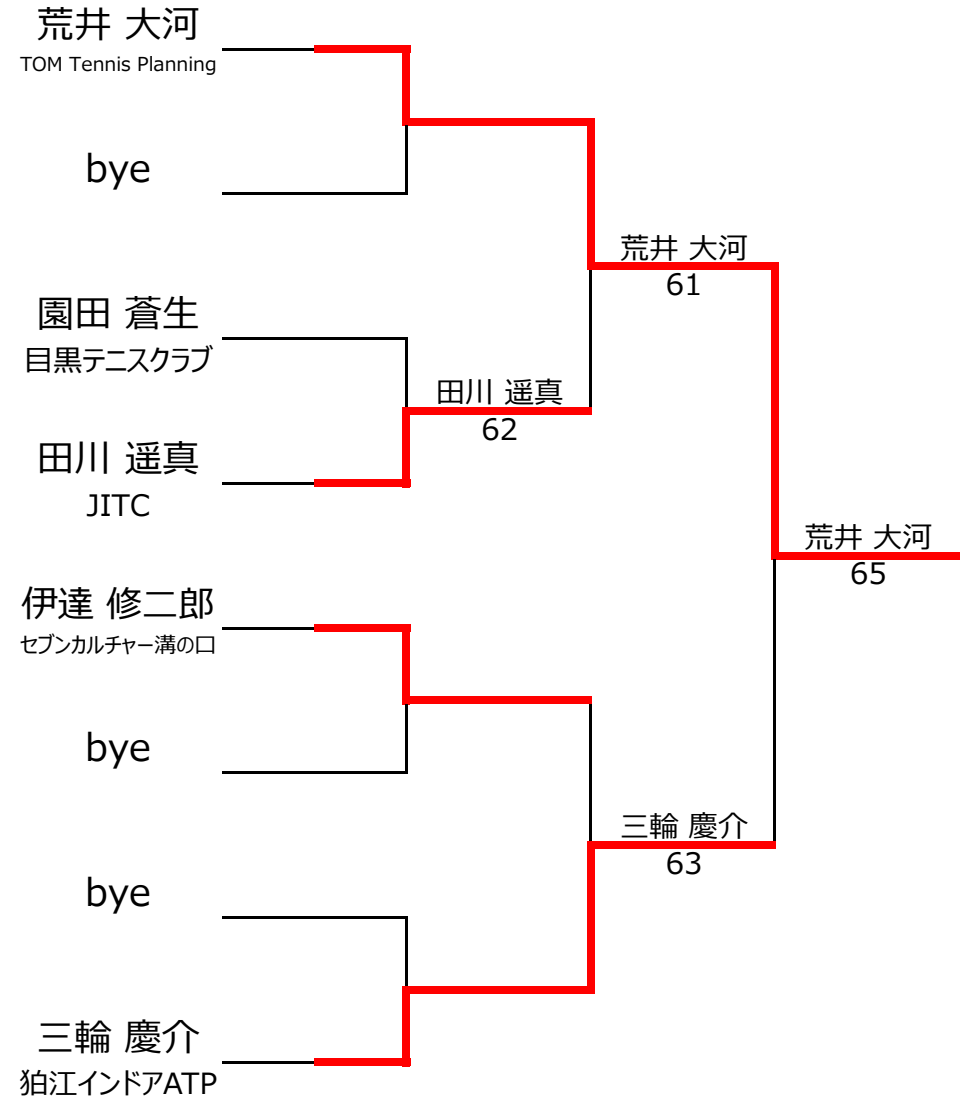 荒井 大河
TOM Tennis Planning
bye
荒井 大河
61
園田 蒼生
目黒テニスクラブ
田川 遥真
62
田川 遥真
JITC
荒井 大河
65
伊達 修二郎
セブンカルチャー溝の口
bye
三輪 慶介
63
bye
三輪 慶介
狛江インドアATP